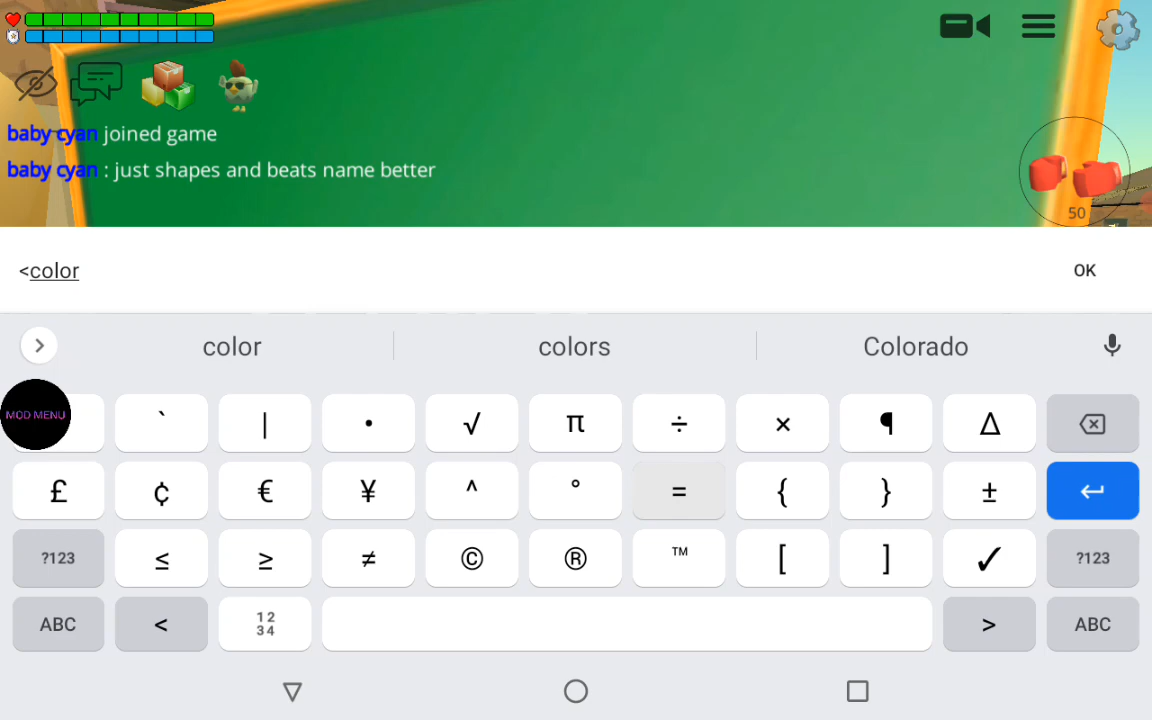 baby cyan joined game
baby cyan : just shapes and beats name better
50
<color
OK
color colors Colorado
MOD MENU
` | • √ π ÷ × ¶ Δ
£ ¢ € ¥ ^ ° = { } ±
?123 ≤ ≥ ≠ © ® ™ [ ] ✓ ?123
ABC < 12 > ABC
34